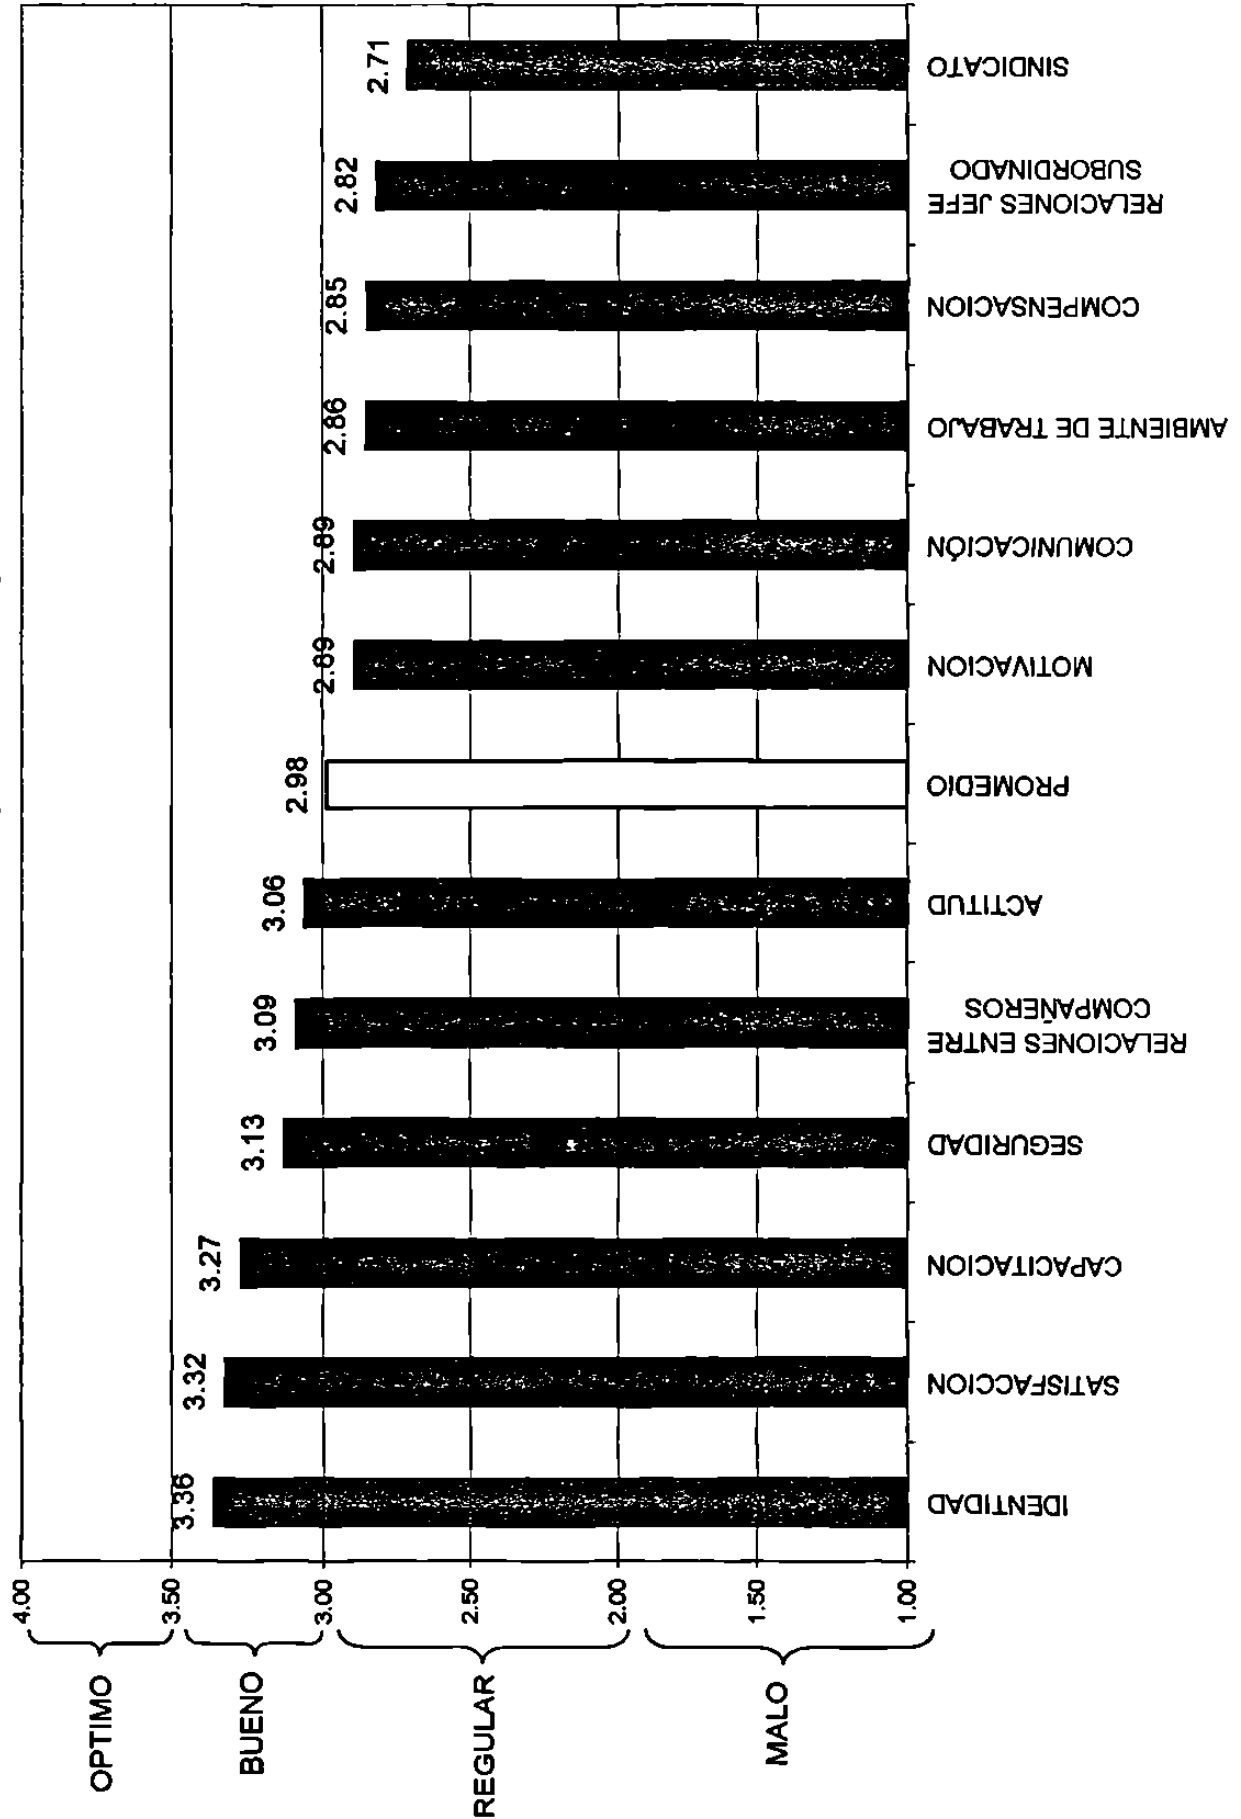 OPTIMO
BUENO
REGULAR
MALO
4.00
3.50
3.00
2.50
2.00
1.50
1.00
3.36
3.32
3.27
3.13
3.09
3.06
2.98
2.89
2.89
2.86
2.85
2.82
2.71
IDENTIDAD
SATISFACCION
CAPACITACION
SEGURIDAD
RELACIONES ENTRE
COMPAÑEROS
ACTITUD
PROMEDIO
MOTIVACION
COMUNICACIÓN
AMBIENTE DE TRABAJO
COMPENSACION
RELACIONES JEFE
SUBORDINADO
SINDICATO